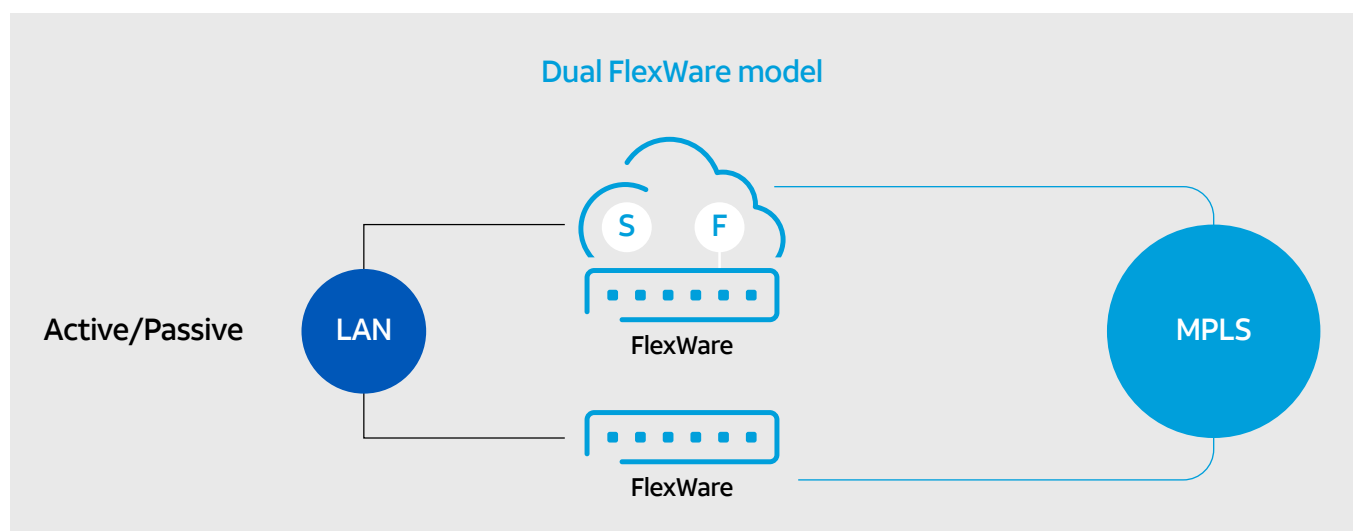 Dual FlexWare model
S
F
Active/Passive
LAN
FlexWare
MPLS
FlexWare